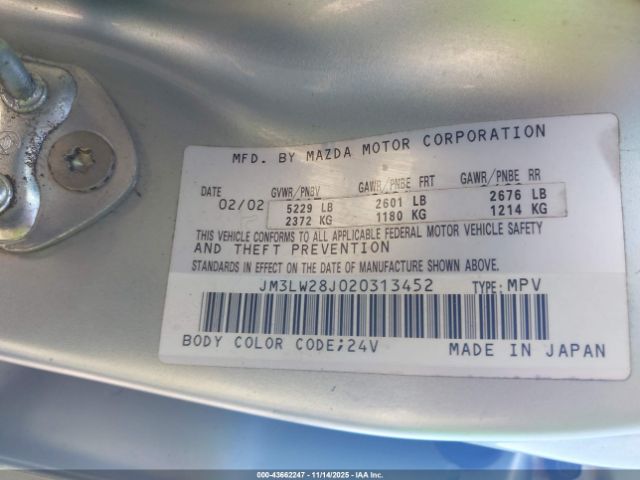 MFD. BY MAZDA MOTOR CORPORATION
DATE GVWR/PNBV GAWR/PNBE FRT GAWR/PNBE RR
02/02 5229 LB 2601 LB 2676 LB
2372 KG 1180 KG 1214 KG
THIS VEHICLE CONFORMS TO ALL APPLICABLE FEDERAL MOTOR VEHICLE SAFETY
AND THEFT PREVENTION
STANDARDS IN EFFECT ON THE DATE OF MANUFACTURE SHOWN ABOVE.
JM3LW28J020313452 TYPE: MPV
BODY COLOR CODE;24V MADE IN JAPAN
000-43662247 - 11/14/2025 - IAA Inc.